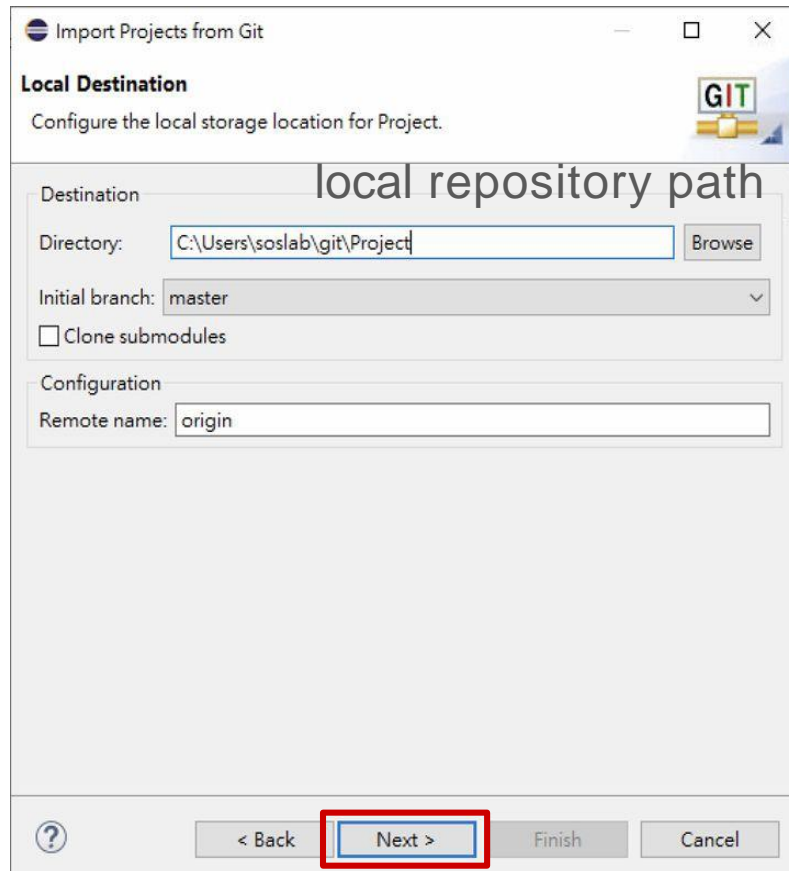 Import Projects from Git
Local Destination
Configure the local storage location for Project.
GIT
local repository path
Destination
Directory: C:\Users\soslab\git\Project Browse
Initial branch: master
Clone submodules
Configuration
Remote name: origin
? < Back Next > Finish Cancel